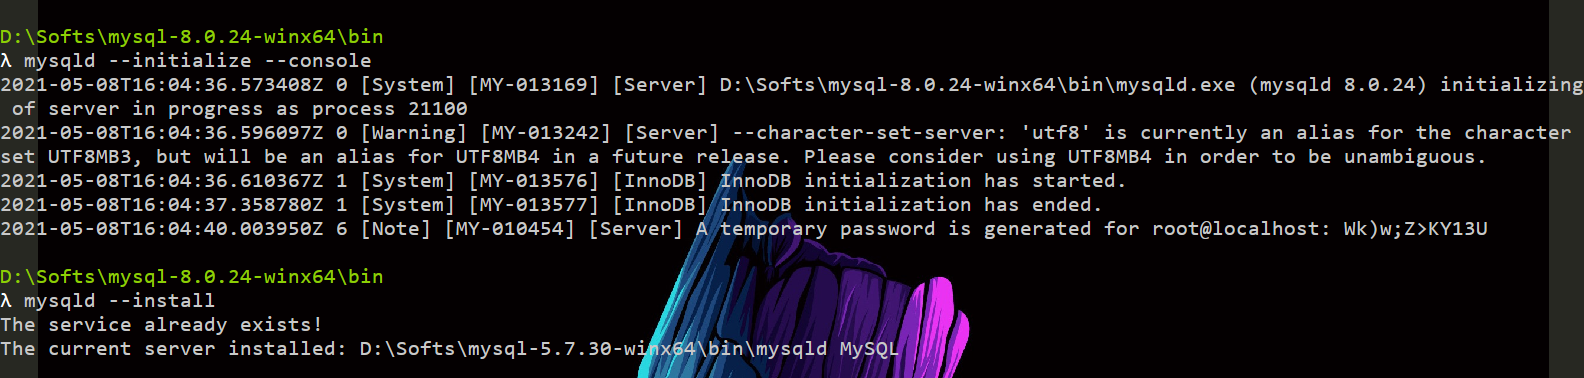 D:\Softs\mysql-8.0.24-winx64\bin
λ mysqld --initialize --console
2021-05-08T16:04:36.573408Z 0 [System] [MY-013169] [Server] D:\Softs\mysql-8.0.24-winx64\bin\mysqld.exe (mysqld 8.0.24) initializing
of server in progress as process 21100
2021-05-08T16:04:36.596097Z 0 [Warning] [MY-013242] [Server] --character-set-server: 'utf8' is currently an alias for the character
set UTF8MB3, but will be an alias for UTF8MB4 in a future release. Please consider using UTF8MB4 in order to be unambiguous.
2021-05-08T16:04:36.610367Z 1 [System] [MY-013576] [InnoDB] InnoDB initialization has started.
2021-05-08T16:04:37.358780Z 1 [System] [MY-013577] [InnoDB] InnoDB initialization has ended.
2021-05-08T16:04:40.003950Z 6 [Note] [MY-010454] [Server] A temporary password is generated for root@localhost: Wk)w;Z>KY13U
D:\Softs\mysql-8.0.24-winx64\bin
λ mysqld --install
The service already exists!
The current server installed: D:\Softs\mysql-5.7.30-winx64\bin\mysqld MySQL